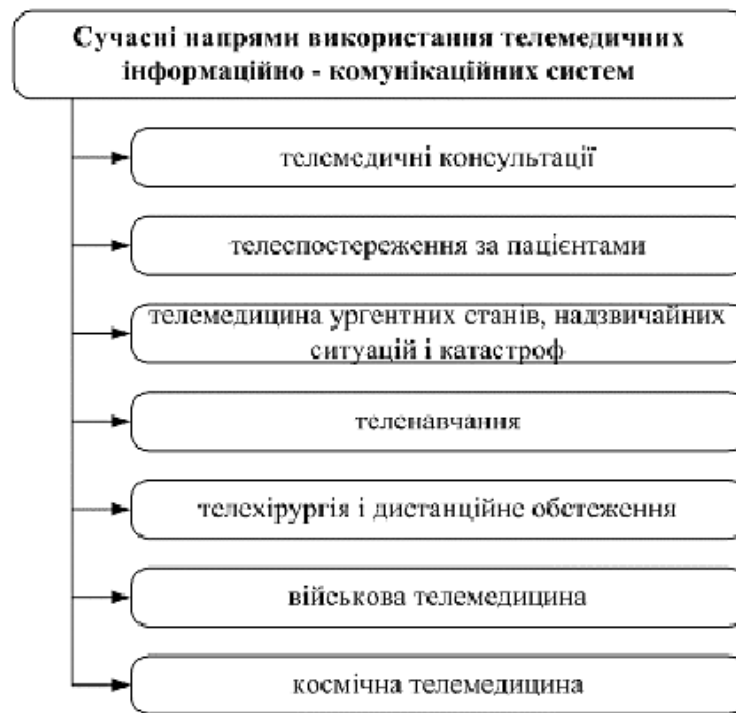 Сучасні напрями використання телемедичних
інформаційно - комунікаційних систем
телемедичні консультації
телеспостереження за пацієнтами
телемедицина ургентних станів, надзвичайних
ситуацій і катастроф
теленавчання
телехірургія і дистанційне обстеження
військова телемедицина
космічна телемедицина